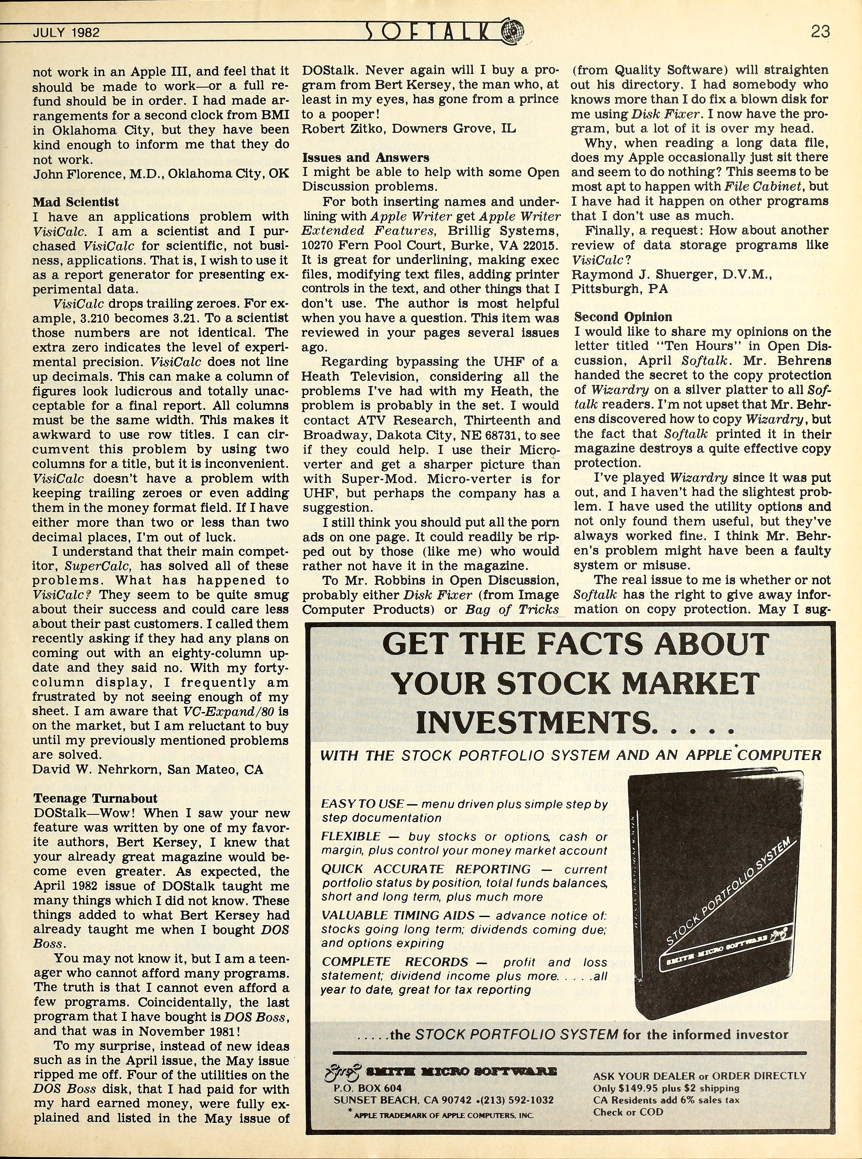 JULY 1982
SOFTALK
23
not work in an Apple III, and feel that it
should be made to work—or a full re-
fund should be in order. I had made ar-
rangements for a second clock from BMI
in Oklahoma City, but they have been
kind enough to inform me that they do
not work.
John Florence, M.D., Oklahoma City, OK
Mad Scientist
I have an applications problem with
VisiCalc. I am a scientist and I pur-
chased VisiCalc for scientific, not busi-
ness, applications. That is, I wish to use it
as a report generator for presenting ex-
perimental data.
VisiCalc drops trailing zeroes. For ex-
ample, 3.210 becomes 3.21. To a scientist
those numbers are not identical. The
extra zero indicates the level of experi-
mental precision. VisiCalc does not line
up decimals. This can make a column of
figures look ludicrous and totally unac-
ceptable for a final report. All columns
must be the same width. This makes it
awkward to use row titles. I can cir-
cumvent this problem by using two
columns for a title, but it is inconvenient.
VisiCalc doesn't have a problem with
keeping trailing zeroes or even adding
them in the money format field. If I have
either more than two or less than two
decimal places, I'm out of luck.
I understand that their main compet-
itor, SuperCalc, has solved all of these
problems. What has happened to
VisiCalc? They seem to be quite smug
about their success and could care less
about their past customers. I called them
recently asking if they had any plans on
coming out with an eighty-column up-
date and they said no. With my forty-
column display, I frequently am
frustrated by not seeing enough of my
sheet. I am aware that VC-Expand/80 is
on the market, but I am reluctant to buy
until my previously mentioned problems
are solved.
David W. Nehrkorn, San Mateo, CA
Teenage Turnabout
DOStalk—Wow! When I saw your new
feature was written by one of my favor-
ite authors, Bert Kersey, I knew that
your already great magazine would be-
come even greater. As expected, the
April 1982 issue of DOStalk taught me
many things which I did not know. These
things added to what Bert Kersey had
already taught me when I bought DOS
Boss.
You may not know it, but I am a teen-
ager who cannot afford many programs.
The truth is that I cannot even afford a
few programs. Coincidentally, the last
program that I have bought is DOS Boss,
and that was in November 1981!
To my surprise, instead of new ideas
such as in the April issue, the May issue
ripped me off. Four of the utilities on the
DOS Boss disk, that I had paid for with
my hard earned money, were fully ex-
plained and listed in the May issue of
DOStalk. Never again will I buy a pro-
gram from Bert Kersey, the man who, at
least in my eyes, has gone from a prince
to a pooper!
Robert Zitko, Downers Grove, IL
Issues and Answers
I might be able to help with some Open
Discussion problems.
For both inserting names and under-
lining with Apple Writer get Apple Writer
Extended Features, Brillig Systems,
10270 Fern Pool Court, Burke, VA 22015.
It is great for underlining, making exec
files, modifying text files, adding printer
controls in the text, and other things that I
don't use. The author is most helpful
when you have a question. This item was
reviewed in your pages several issues
ago.
Regarding bypassing the UHF of a
Heath Television, considering all the
problems I've had with my Heath, the
problem is probably in the set. I would
contact ATV Research, Thirteenth and
Broadway, Dakota City, NE 68731, to see
if they could help. I use their Micro-
verter and get a sharper picture than
with Super-Mod. Micro-verter is for
UHF, but perhaps the company has a
suggestion.
I still think you should put all the porn
ads on one page. It could readily be rip-
ped out by those (like me) who would
rather not have it in the magazine.
To Mr. Robbins in Open Discussion,
probably either Disk Fixer (from Image
Computer Products) or Bag of Tricks
(from Quality Software) will straighten
out his directory. I had somebody who
knows more than I do fix a blown disk for
me using Disk Fixer. I now have the pro-
gram, but a lot of it is over my head.
Why, when reading a long data file,
does my Apple occasionally just sit there
and seem to do nothing? This seems to be
most apt to happen with File Cabinet, but
I have had it happen on other programs
that I don't use as much.
Finally, a request: How about another
review of data storage programs like
VisiCalc?
Raymond J. Shuerger, D.V.M.,
Pittsburgh, PA
Second Opinion
I would like to share my opinions on the
letter titled "Ten Hours" in Open Dis-
cussion, April Softalk. Mr. Behrens
handed the secret to the copy protection
of Wizardry on a silver platter to all Sof-
talk readers. I'm not upset that Mr. Behr-
ens discovered how to copy Wizardry, but
the fact that Softalk printed it in their
magazine destroys a quite effective copy
protection.
I've played Wizardry since it was put
out, and I haven't had the slightest prob-
lem. I have used the utility options and
not only found them useful, but they've
always worked fine. I think Mr. Behr-
en's problem might have been a faulty
system or misuse.
The real issue to me is whether or not
Softalk has the right to give away infor-
mation on copy protection. May I sug-
GET THE FACTS ABOUT
YOUR STOCK MARKET
INVESTMENTS.....
WITH THE STOCK PORTFOLIO SYSTEM AND AN APPLE* COMPUTER
EASY TO USE — menu driven plus simple step by
step documentation
FLEXIBLE — buy stocks or options, cash or
margin, plus control your money market account
QUICK ACCURATE REPORTING — current
portfolio status by position, total funds balances,
short and long term, plus much more
VALUABLE TIMING AIDS — advance notice of:
stocks going long term; dividends coming due;
and options expiring
COMPLETE RECORDS — profit and loss
statement; dividend income plus more.....all
year to date, great for tax reporting
STOCK PORTFOLIO SYSTEM
SMITH MICRO SOFTWARE
.....the STOCK PORTFOLIO SYSTEM for the informed investor
SMITH MICRO SOFTWARE
P.O. BOX 604
SUNSET BEACH, CA 90742 •(213) 592-1032
*APPLE TRADEMARK OF APPLE COMPUTERS, INC.
ASK YOUR DEALER or ORDER DIRECTLY
Only $149.95 plus $2 shipping
CA Residents add 6% sales tax
Check or COD